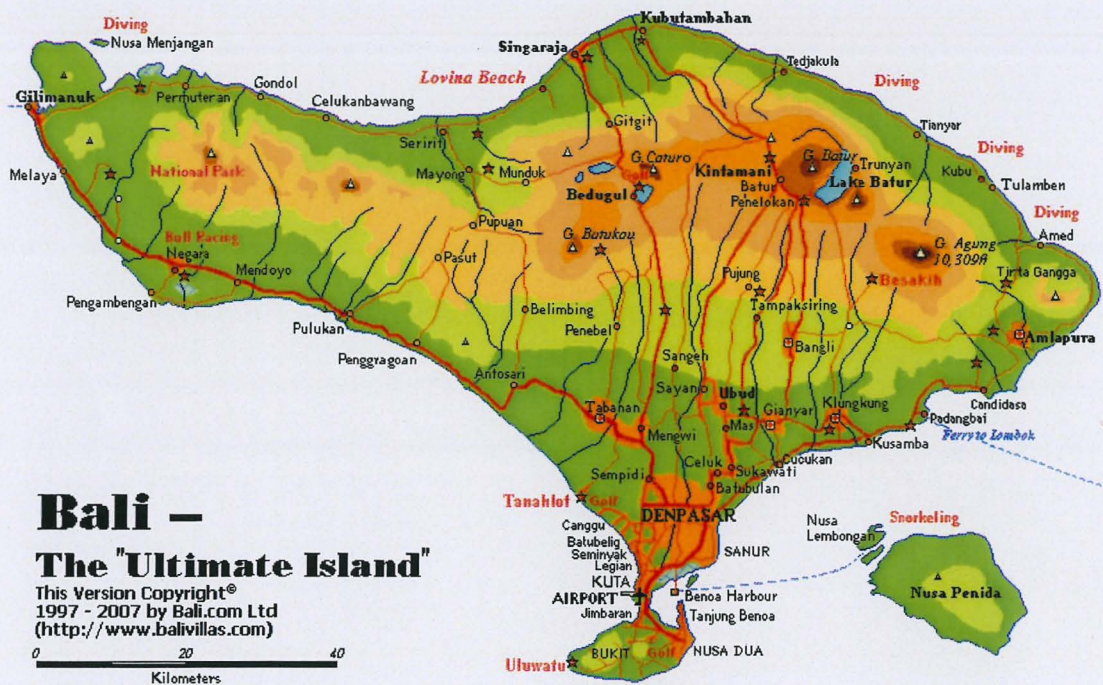 Diving
Nusa Menjangan
Kubutambahan
Singaraja
Tedjakula
Lovina Beach
Diving
Gondol
Gilimanuk
Permuteran
Celukanbawang
Gitgit
Tianyar
Seririt
Diving
G. Batur
G. Caturo
Trunyan
Kintamani
Kubu
Melaya
National Park
Mayong
Munduk
Golf
Batur
Lake Batur
Tulamben
Bedugul
Penelokan
Diving
Pupuan
Bull Racing
G. Batukau
G. Agung
10,309ft
Amed
Negara
Pasut
Mendoyo
Pujung
Besakih
Tirta Gangga
Pengambengan
Belimbing
Tampaksiring
Pulukan
Penebel
Bangli
Amlapura
Penggragoan
Sangeh
Antosari
Sayan
Ubud
Klungkung
Candidasa
Tabanan
Gianyar
Padangbai
Mengwi
Mas
Ferry to Lombok
Kusamba
Celuk
Sukawati
Cucukan
Sempidi
Batubulan
Tanahlot
Golf
DENPASAR
Canggu
Batubelig
Seminyak
Legian
SANUR
Nusa
Lembongan
Snorkeling
KUTA
AIRPORT
Benoa Harbour
Nusa Penida
Jimbaran
Tanjung Benoa
BUKIT
Golf
NUSA DUA
Uluwatu
Bali –
The "Ultimate Island"
This Version Copyright©
1997 - 2007 by Bali.com Ltd
(http://www.balivillas.com)
0 20 40
Kilometers